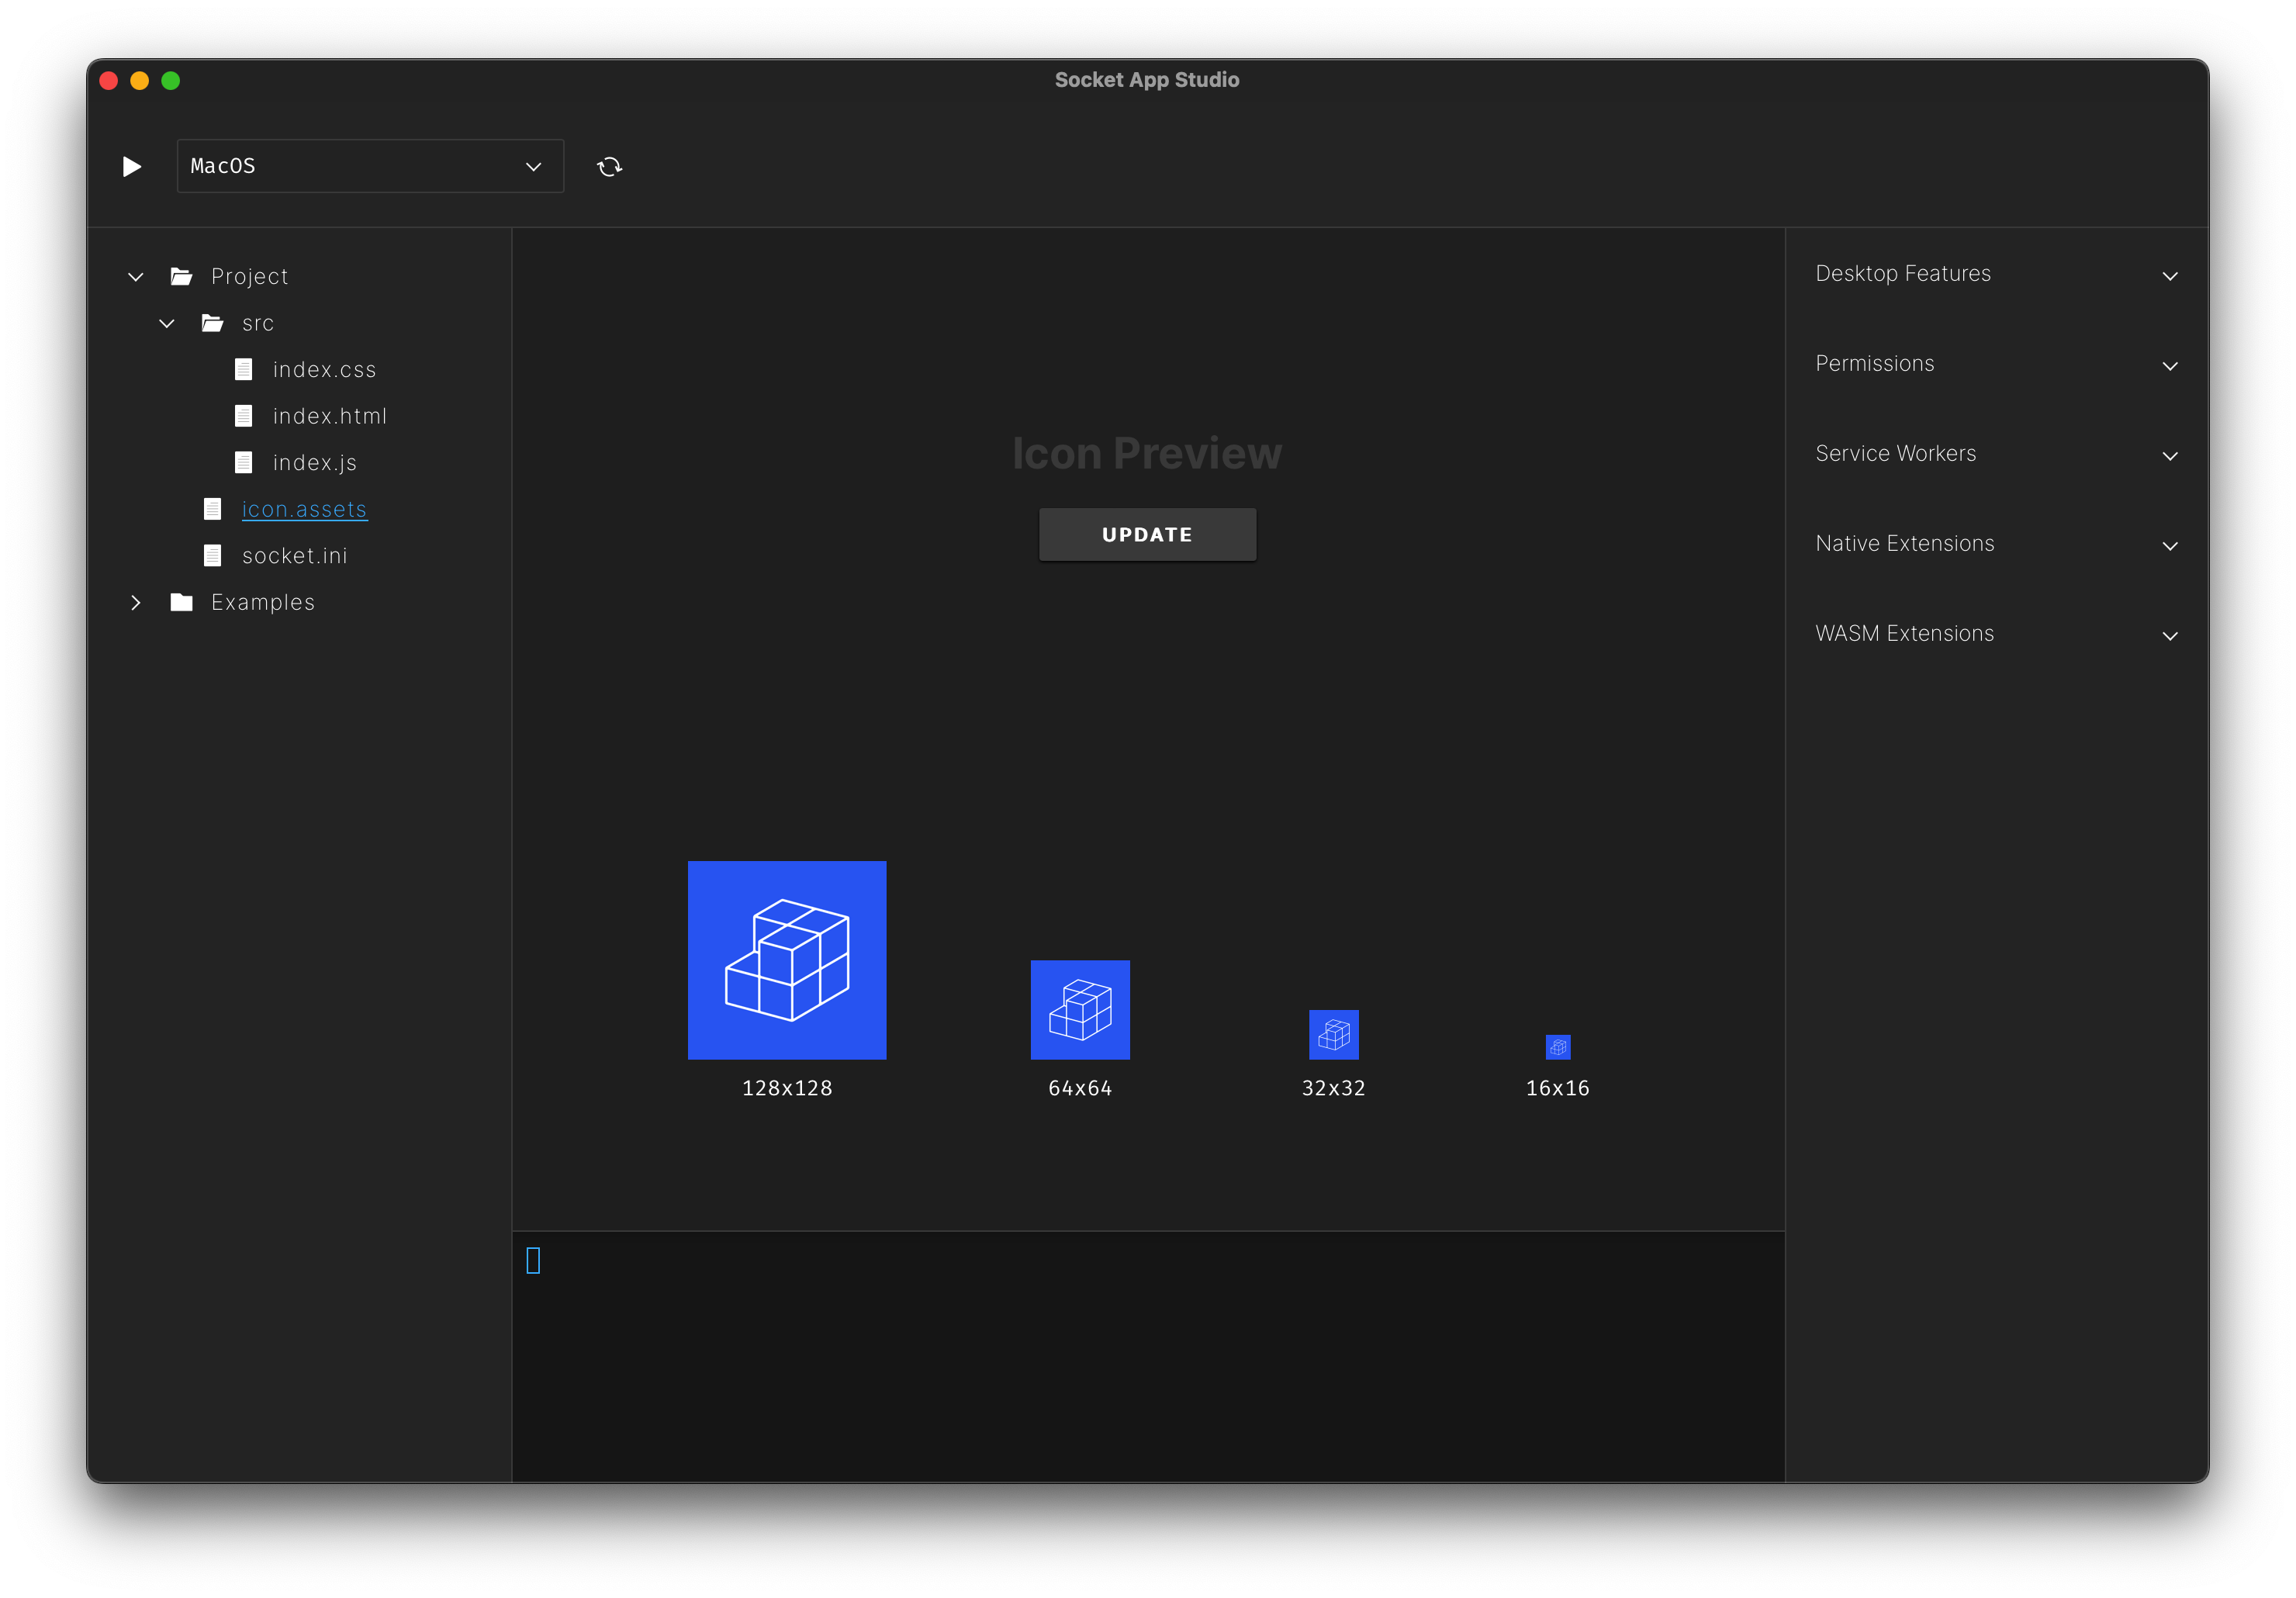 Socket App Studio
MacOS
Project
src
index.css
index.html
index.js
icon.assets
socket.ini
Examples
Icon Preview
UPDATE
128x128
64x64
32x32
16x16
Desktop Features
Permissions
Service Workers
Native Extensions
WASM Extensions